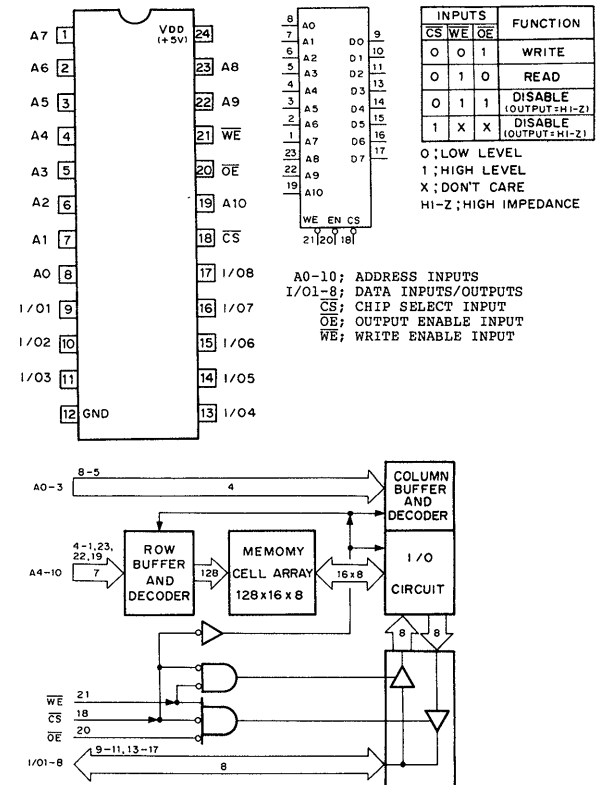 A7 1 VDD (+5V) 24
A6 2 23 A8
A5 3 22 A9
A4 4 21 WE
A3 5 20 OE
A2 6 19 A10
A1 7 18 CS
A0 8 17 I/O8
I/O1 9 16 I/O7
I/O2 10 15 I/O6
I/O3 11 14 I/O5
12 GND 13 I/O4
8 A0
7 A1 D0 9
6 A2 D1 10
5 A3 D2 11
4 A4 D3 13
3 A5 D4 14
2 A6 D5 15
1 A7 D6 16
23 A8 D7 17
22 A9
19 A10
WE EN CS
21 20 18
INPUTS FUNCTION
CS WE OE
0 0 1 WRITE
0 1 0 READ
0 1 1 DISABLE (OUTPUT=HI-Z)
1 X X DISABLE (OUTPUT=HI-Z)
0 ; LOW LEVEL
1 ; HIGH LEVEL
X ; DON'T CARE
HI-Z ; HIGH IMPEDANCE
A0-10; ADDRESS INPUTS
I/O1-8; DATA INPUTS/OUTPUTS
CS; CHIP SELECT INPUT
OE; OUTPUT ENABLE INPUT
WE; WRITE ENABLE INPUT
A0-3 8-5 4
COLUMN
BUFFER
AND
DECODER
A4-10 4-1,23,
22,19
7
ROW
BUFFER
AND
DECODER
128
MEMOMY
CELL ARRAY
128x16x8
16x8
I/O
CIRCUIT
8 8
WE 21
CS 18
OE 20
I/O1-8 9-11,13-17
8